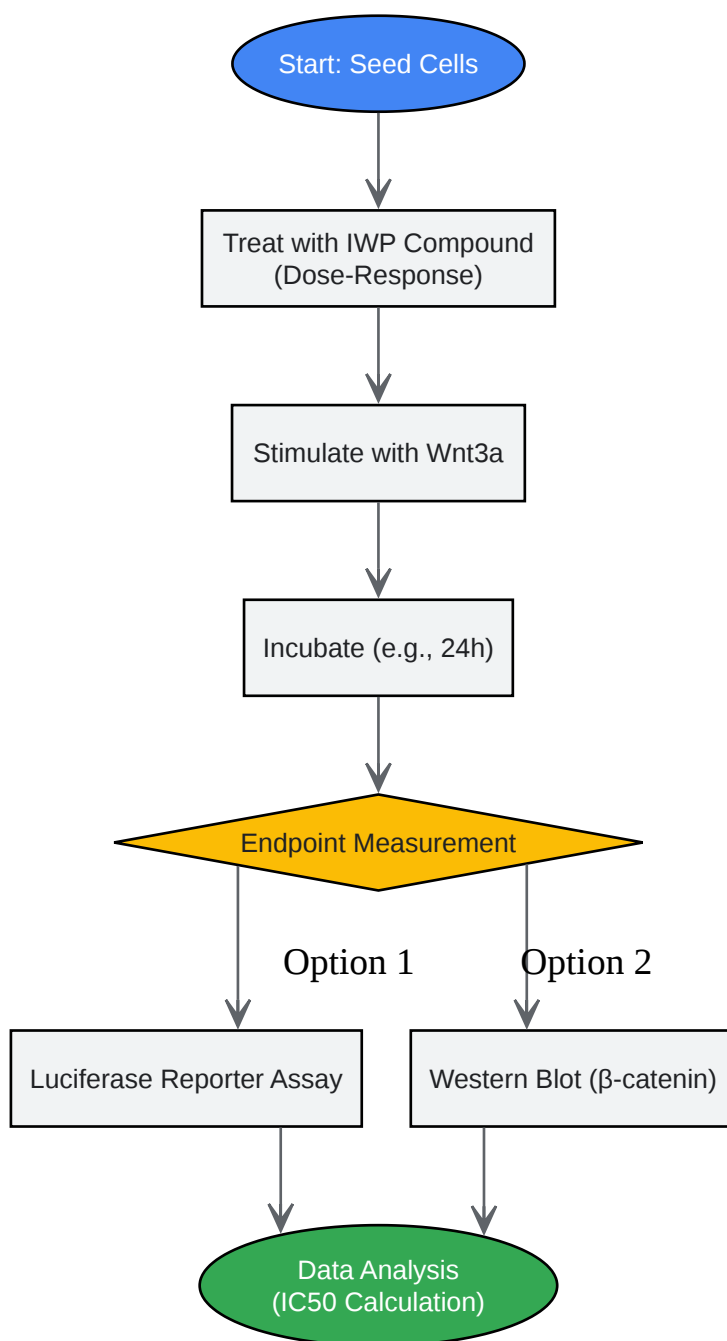 Start: Seed Cells
Treat with IWP Compound
(Dose-Response)
Stimulate with Wnt3a
Incubate (e.g., 24h)
Endpoint Measurement
Option 1
Option 2
Luciferase Reporter Assay
Western Blot (β-catenin)
Data Analysis
(IC50 Calculation)